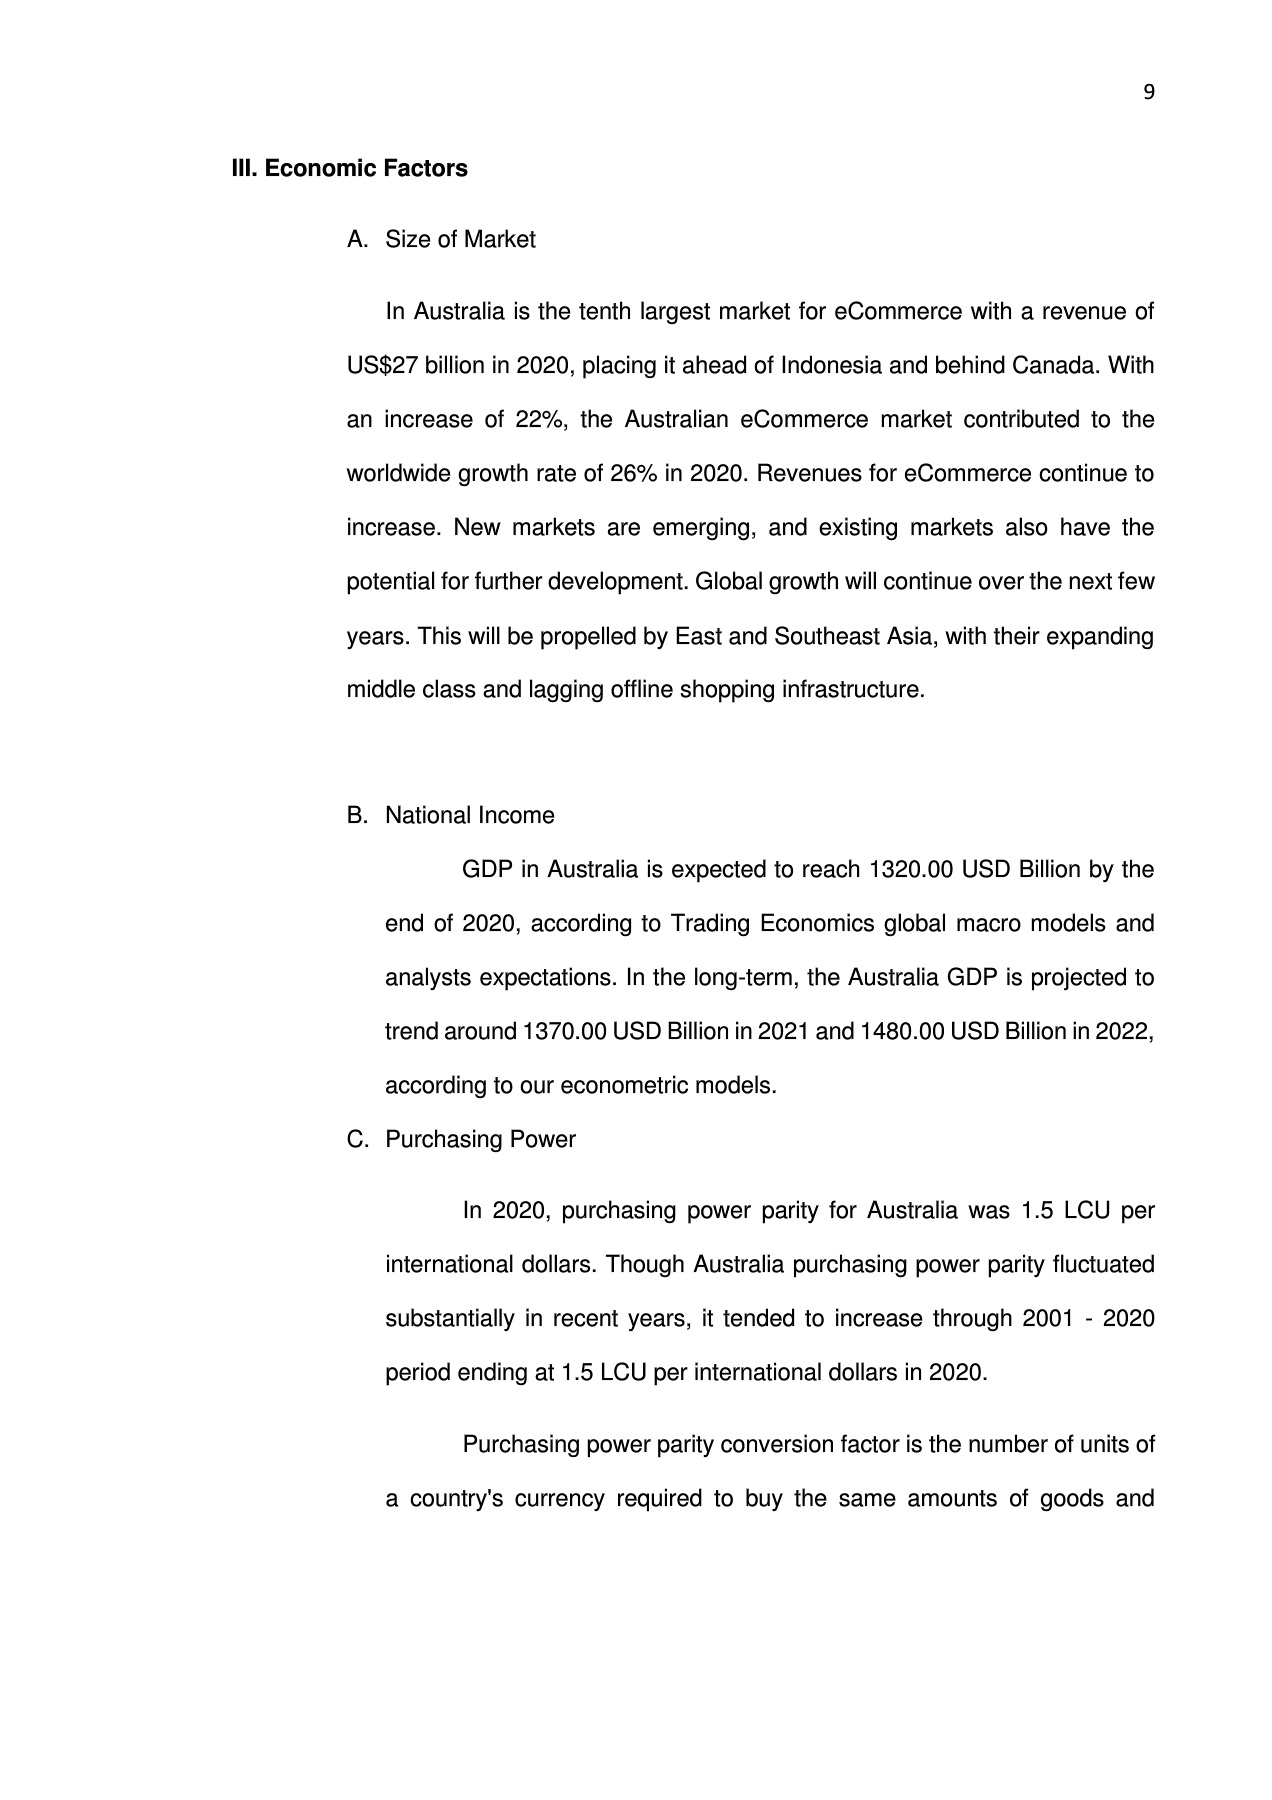 9
III. Economic Factors
A. Size of Market
In Australia is the tenth largest market for eCommerce with a revenue of
US$27 billion in 2020, placing it ahead of Indonesia and behind Canada. With
an increase of 22%, the Australian eCommerce market contributed to the
worldwide growth rate of 26% in 2020. Revenues for eCommerce continue to
increase. New markets are emerging, and existing markets also have the
potential for further development. Global growth will continue over the next few
years. This will be propelled by East and Southeast Asia, with their expanding
middle class and lagging offline shopping infrastructure.
B. National Income
GDP in Australia is expected to reach 1320.00 USD Billion by the
end of 2020, according to Trading Economics global macro models and
analysts expectations. In the long-term, the Australia GDP is projected to
trend around 1370.00 USD Billion in 2021 and 1480.00 USD Billion in 2022,
according to our econometric models.
C. Purchasing Power
In 2020, purchasing power parity for Australia was 1.5 LCU per
international dollars. Though Australia purchasing power parity fluctuated
substantially in recent years, it tended to increase through 2001 - 2020
period ending at 1.5 LCU per international dollars in 2020.
Purchasing power parity conversion factor is the number of units of
a country's currency required to buy the same amounts of goods and